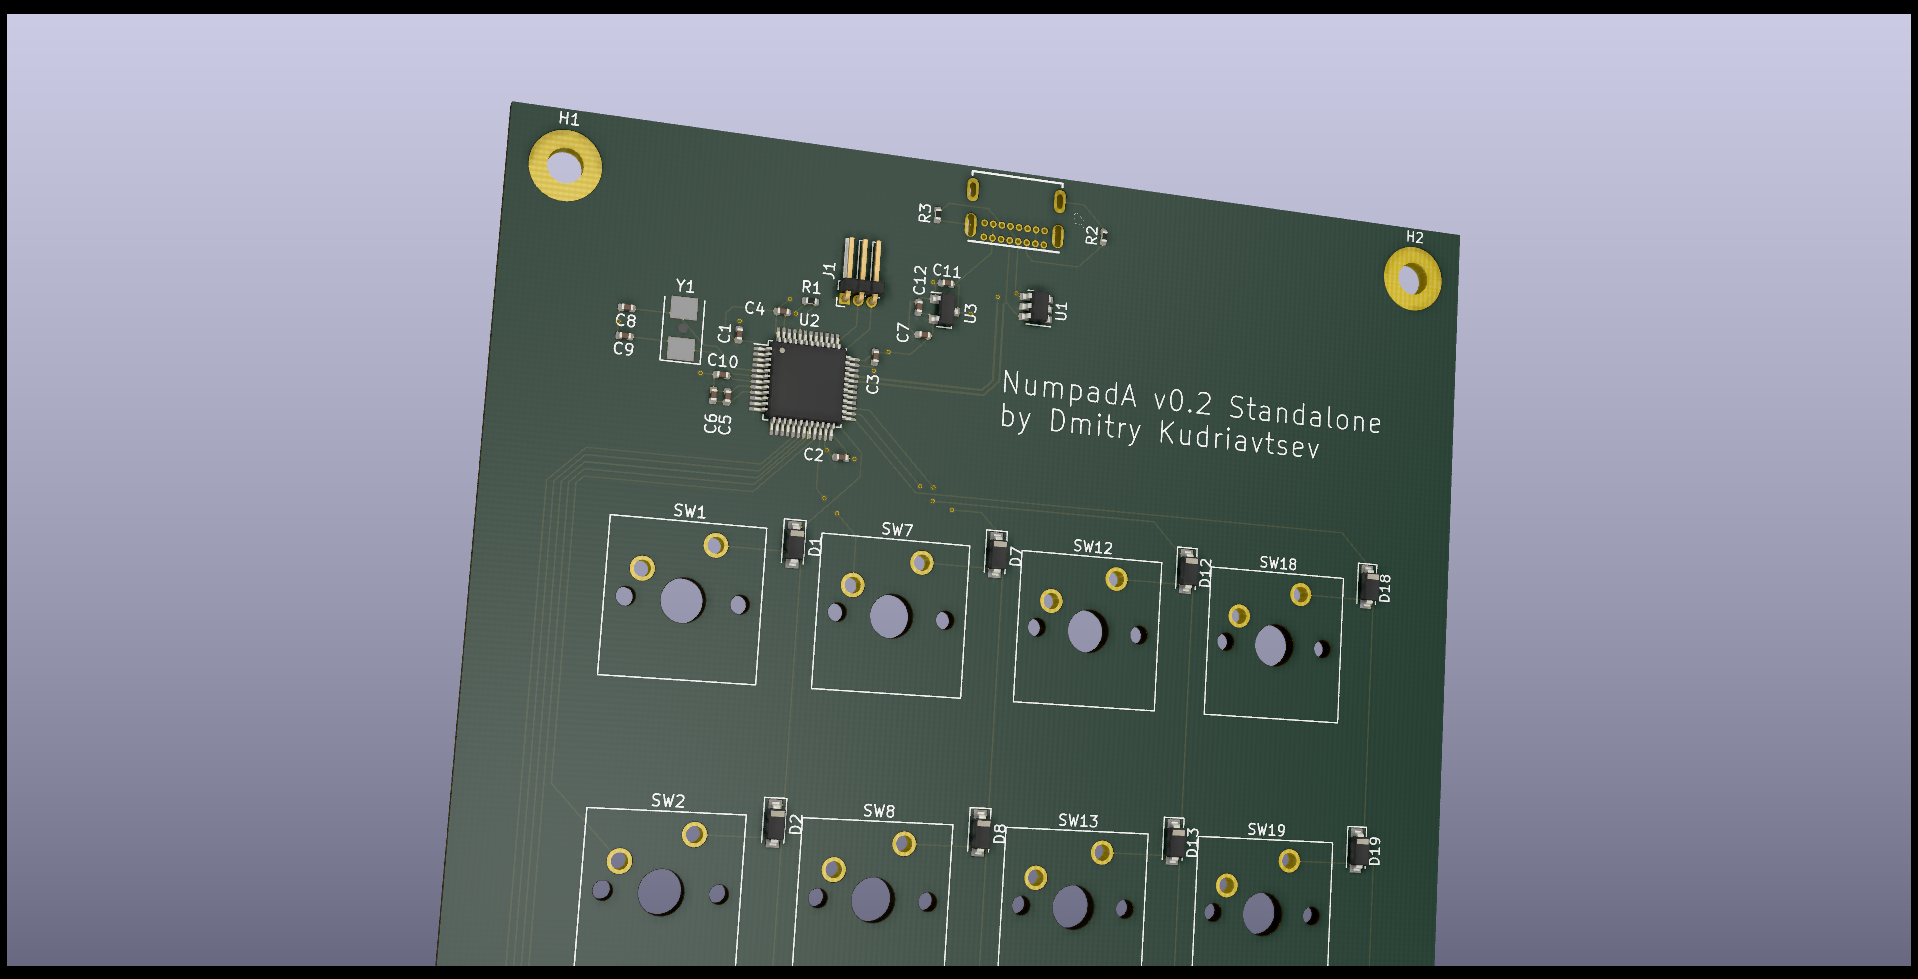 H1
H2
R3
R2
J1
Y1
R1
C12
C11
C4
U2
U3
U1
C8
C1
C7
C9
C10
C3
C6
C5
C2
NumpadA v0.2 Standalone
by Dmitry Kudriavtsev
SW1
D1
SW7
D7
SW12
D12
SW18
D18
SW2
D2
SW8
D8
SW13
D13
SW19
D19